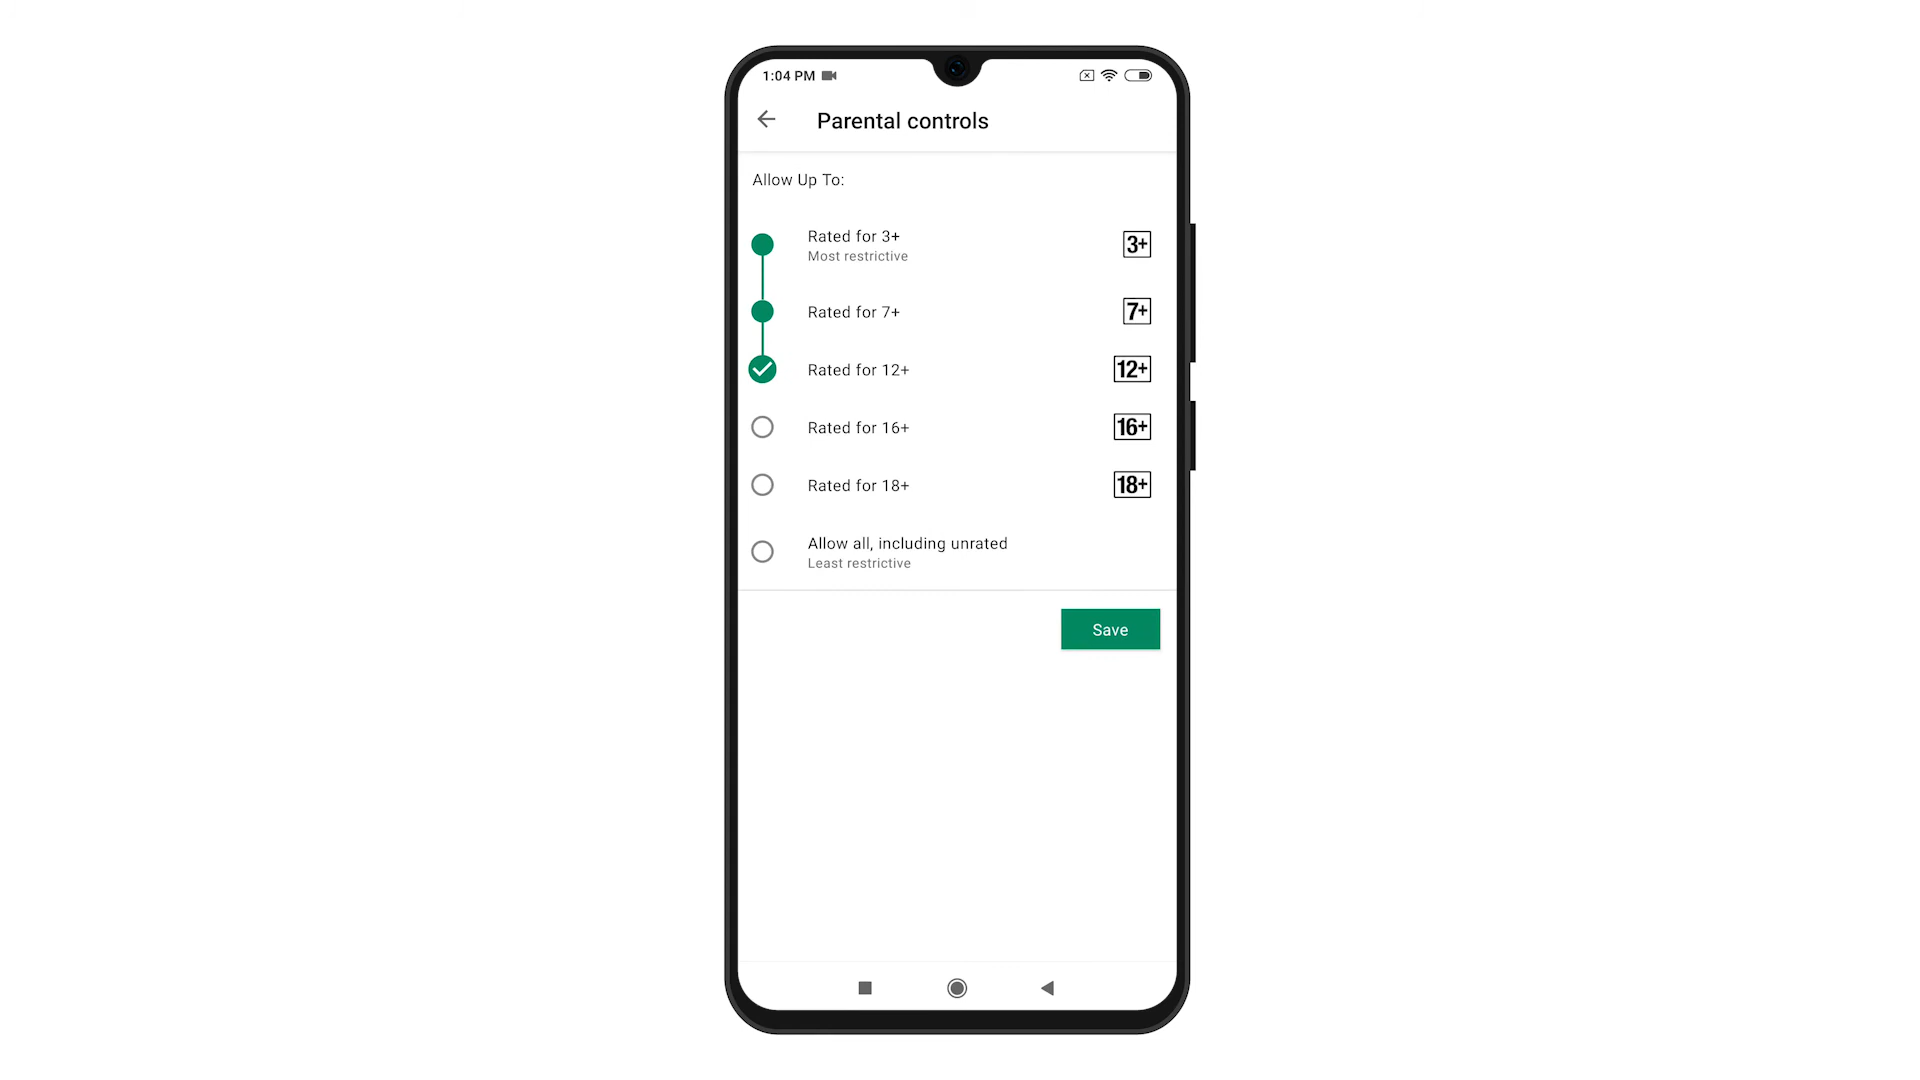 1:04 PM
Parental controls
Allow Up To:
Rated for 3+
Most restrictive
3+
Rated for 7+
7+
Rated for 12+
12+
Rated for 16+
16+
Rated for 18+
18+
Allow all, including unrated
Least restrictive
Save